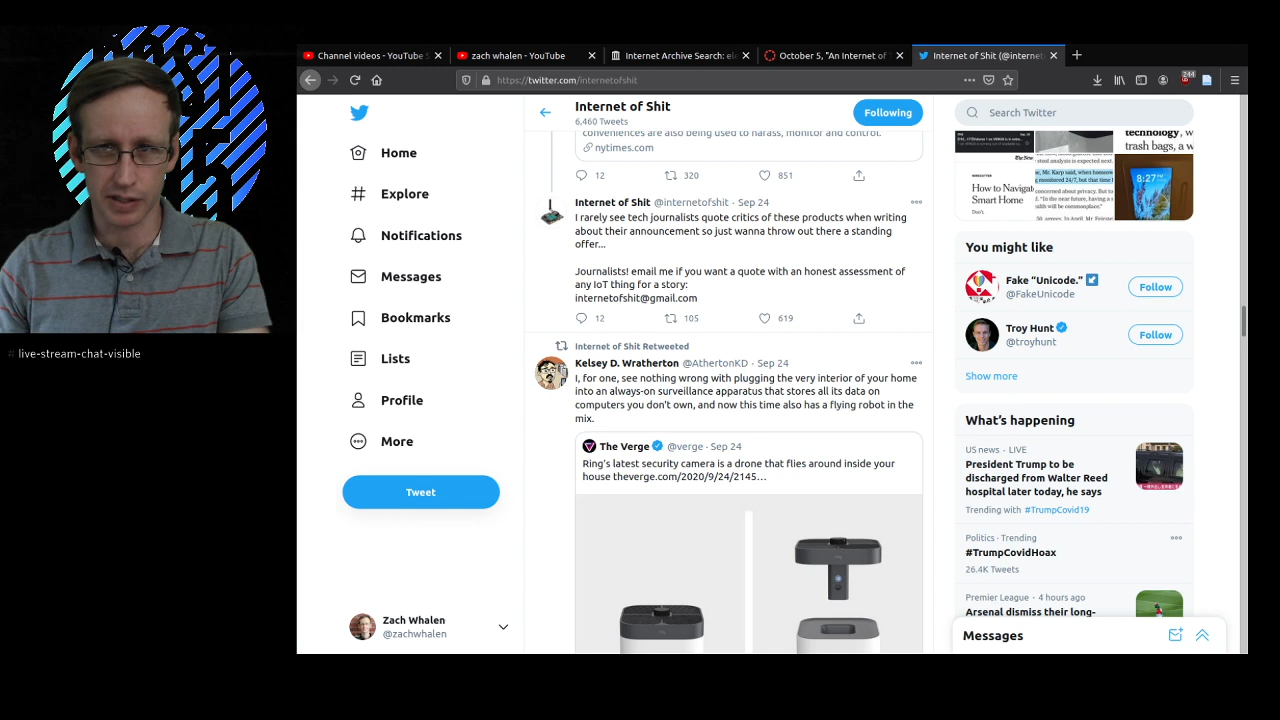 Channel videos - YouTube
zach whalen - YouTube
Internet Archive Search: ele
October 5, "An Internet of
Internet of Shit (@internet
https://twitter.com/internetofshit
244
# live-stream-chat-visible
Home
Explore
Notifications
Messages
Bookmarks
Lists
Profile
More
Tweet
Zach Whalen
@zachwhalen
Internet of Shit
6,460 Tweets
Following
conveniences are also being used to harass, monitor and control.
nytimes.com
12 320 851
Internet of Shit @internetofshit · Sep 24
I rarely see tech journalists quote critics of these products when writing
about their announcement so just wanna throw out there a standing
offer...
Journalists! email me if you want a quote with an honest assessment of
any IoT thing for a story:
internetofshit@gmail.com
12 105 619
Internet of Shit Retweeted
Kelsey D. Wratherton @AthertonKD · Sep 24
I, for one, see nothing wrong with plugging the very interior of your home
into an always-on surveillance apparatus that stores all its data on
computers you don't own, and now this time also has a flying robot in the
mix.
The Verge @verge · Sep 24
Ring's latest security camera is a drone that flies around inside your
house theverge.com/2020/9/24/2145…
Search Twitter
technology, w
trash bags, a w
How to Navigat
Smart Home
8:27
You might like
Fake “Unicode.”
@FakeUnicode
Follow
Troy Hunt
@troyhunt
Follow
Show more
What's happening
US news · LIVE
President Trump to be
discharged from Walter Reed
hospital later today, he says
Trending with #TrumpCovid19
Politics · Trending
#TrumpCovidHoax
26.4K Tweets
Premier League · 4 hours ago
Arsenal dismiss their long-
Messages